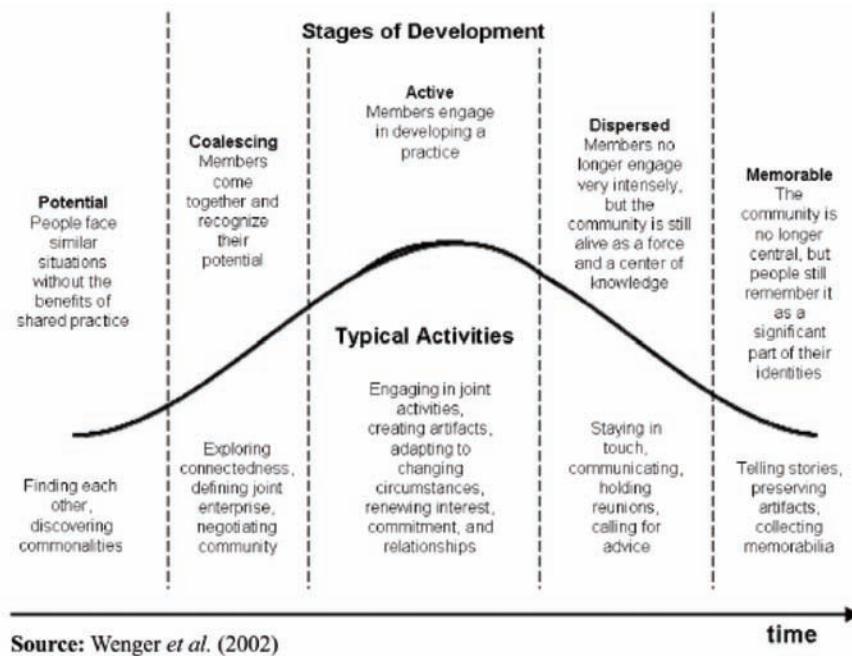 Stages of Development
Potential
People face
similar
situations
without the
benefits of
shared practice
Coalescing
Members
come
together and
recognize
their
potential
Active
Members engage
in developing a
practice
Dispersed
Members no
longer engage
very intensely,
but the
community is still
alive as a force
and a center of
knowledge
Memorable
The
community is
no longer
central, but
people still
remember it
as a
significant
part of their
identities
Typical Activities
Finding each
other,
discovering
commonalities
Exploring
connectedness,
defining joint
enterprise,
negotiating
community
Engaging in joint
activities,
creating artifacts,
adapting to
changing
circumstances,
renewing interest,
commitment, and
relationships
Staying in
touch,
communicating,
holding
reunions,
calling for
advice
Telling stories,
preserving
artifacts,
collecting
memorabilia
time
Source: Wenger et al. (2002)